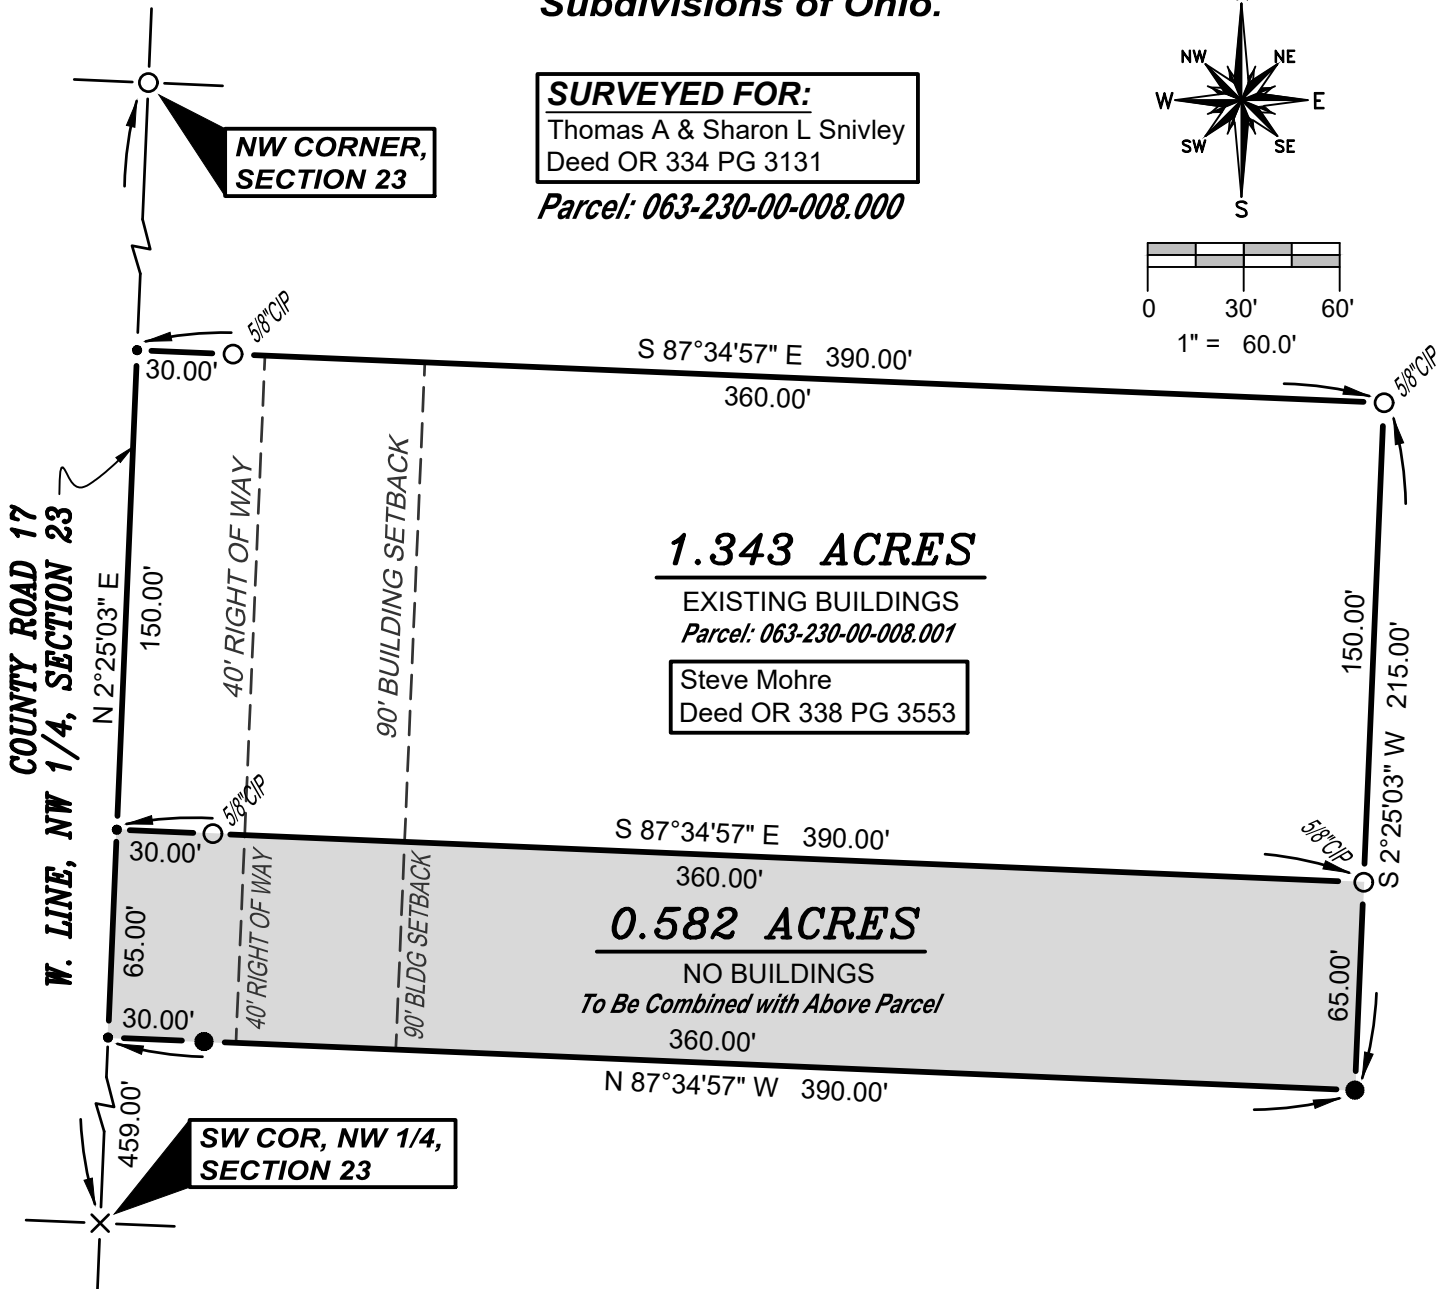 Subdivisions of Ohio.
NW
NE
W
E
SW
SE
S
SURVEYED FOR:
Thomas A & Sharon L Snivley
Deed OR 334 PG 3131
Parcel: 063-230-00-008.000
NW CORNER,
SECTION 23
0 30' 60'
1" = 60.0'
5/8"CIP
30.00'
S 87°34'57" E 390.00'
360.00'
5/8"CIP
COUNTY ROAD 17
W. LINE, NW 1/4, SECTION 23
N 2°25'03" E
150.00'
40' RIGHT OF WAY
90' BUILDING SETBACK
1.343 ACRES
EXISTING BUILDINGS
Parcel: 063-230-00-008.001
Steve Mohre
Deed OR 338 PG 3553
150.00'
S 2°25'03" W 215.00'
5/8"CIP
30.00'
S 87°34'57" E 390.00'
360.00'
5/8"CIP
65.00'
40' RIGHT OF WAY
90' BLDG SETBACK
0.582 ACRES
NO BUILDINGS
To Be Combined with Above Parcel
65.00'
30.00'
360.00'
N 87°34'57" W 390.00'
459.00'
SW COR, NW 1/4,
SECTION 23